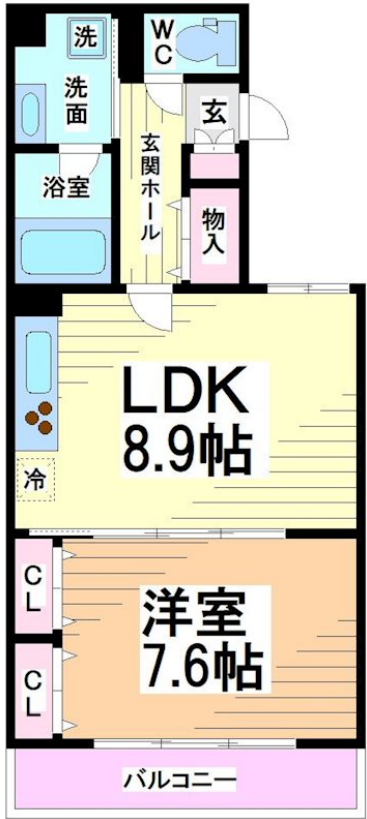 洗
WC
洗面
玄
玄関ホール
浴室
物入
LDK
8.9帖
冷
CL
洋室
7.6帖
CL
バルコニー